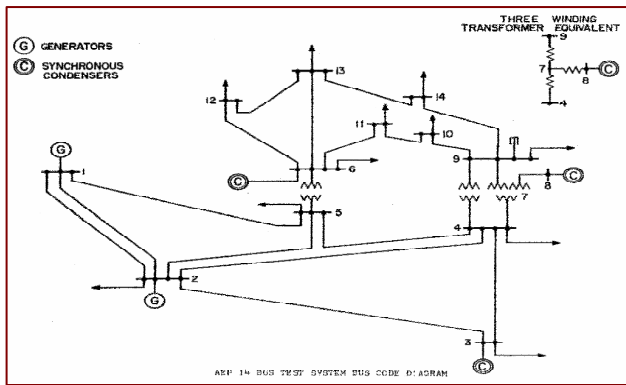 THREE WINDING
TRANSFORMER EQUIVALENT
9
7
C
8
4
G GENERATORS
C SYNCHRONOUS
CONDENSERS
13
14
12
11
10
G
1
C
6
9
8
C
7
5
4
2
G
3
C
AEP 14 BUS TEST SYSTEM BUS CODE DIAGRAM